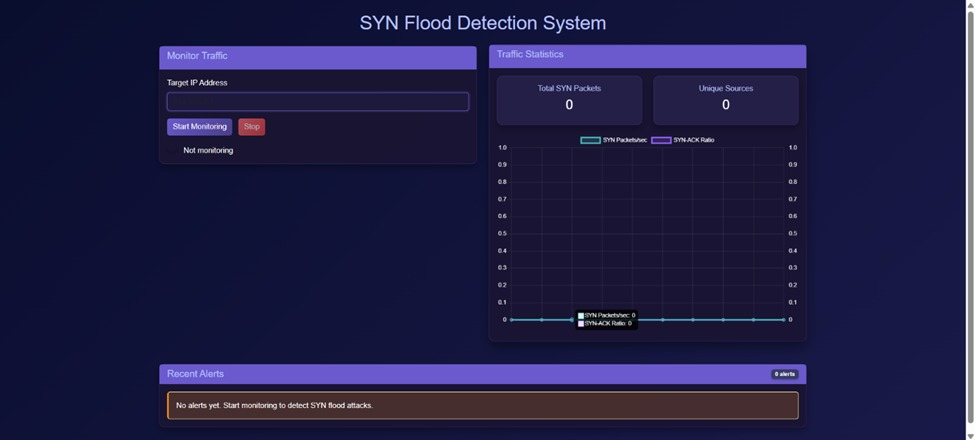 SYN Flood Detection System
Monitor Traffic
Target IP Address
Start Monitoring Stop
Not monitoring
Traffic Statistics
Total SYN Packets
0
Unique Sources
0
SYN Packets/sec SYN-ACK Ratio
1.0 1.0
0.9 0.9
0.8 0.8
0.7 0.7
0.6 0.6
0.5 0.5
0.4 0.4
0.3 0.3
0.2 0.2
0.1 0.1
0 0
SYN Packets/sec: 0
SYN-ACK Ratio: 0
Recent Alerts 0 alerts
No alerts yet. Start monitoring to detect SYN flood attacks.